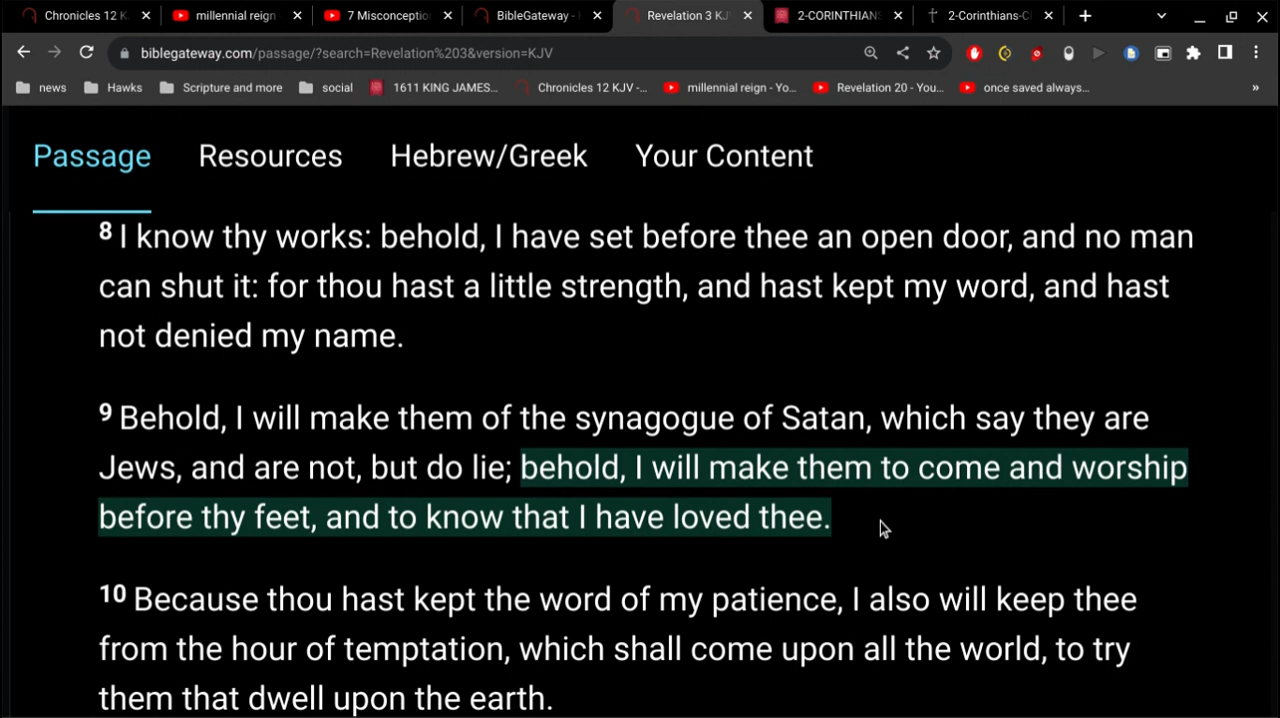 Chronicles 12 K
millennial reign
7 Misconceptio
BibleGateway -
Revelation 3 KJ
2-CORINTHIANS
2-Corinthians-C
biblegateway.com/passage/?search=Revelation%203&version=KJV
news Hawks Scripture and more social 1611 KING JAMES... Chronicles 12 KJV -... millennial reign - Yo... Revelation 20 - You... once saved always... »
Passage Resources Hebrew/Greek Your Content
8 I know thy works: behold, I have set before thee an open door, and no man
can shut it: for thou hast a little strength, and hast kept my word, and hast
not denied my name.
9 Behold, I will make them of the synagogue of Satan, which say they are
Jews, and are not, but do lie; behold, I will make them to come and worship
before thy feet, and to know that I have loved thee.
10 Because thou hast kept the word of my patience, I also will keep thee
from the hour of temptation, which shall come upon all the world, to try
them that dwell upon the earth.